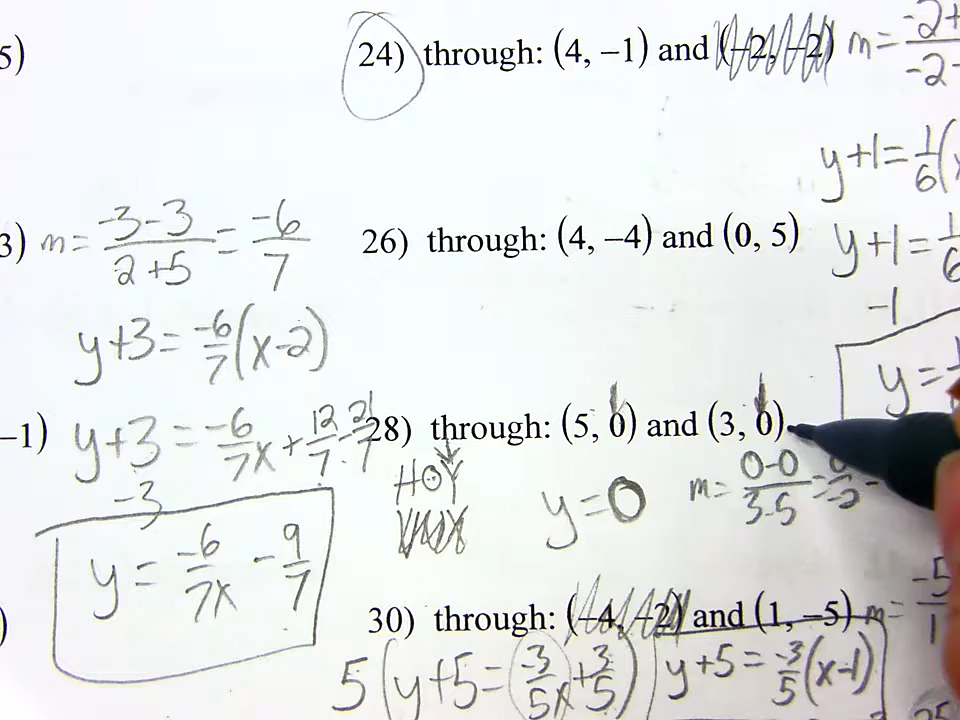 5)
24) through: (4, −1) and (−2, −2) m = -2+ / -2-
y+1 = 1/6(x
3) m = -3-3 / 2+5 = -6/7
26) through: (4, −4) and (0, 5)
y+1 = 1/6
-1
y+3 = -6/7(x-2)
y =
−1) y+3 = -6/7x + 12/7 - 21/7
-3
28) through: (5, 0) and (3, 0)
HOY
y=0
m = 0-0 / 3-5 = 0/-2
y = -6/7x - 9/7
)
30) through: (−4, −2) and (1, −5) m = -5 / 1
5(y+5 = -3/5x + 3/5)
y+5 = -3/5(x-1)